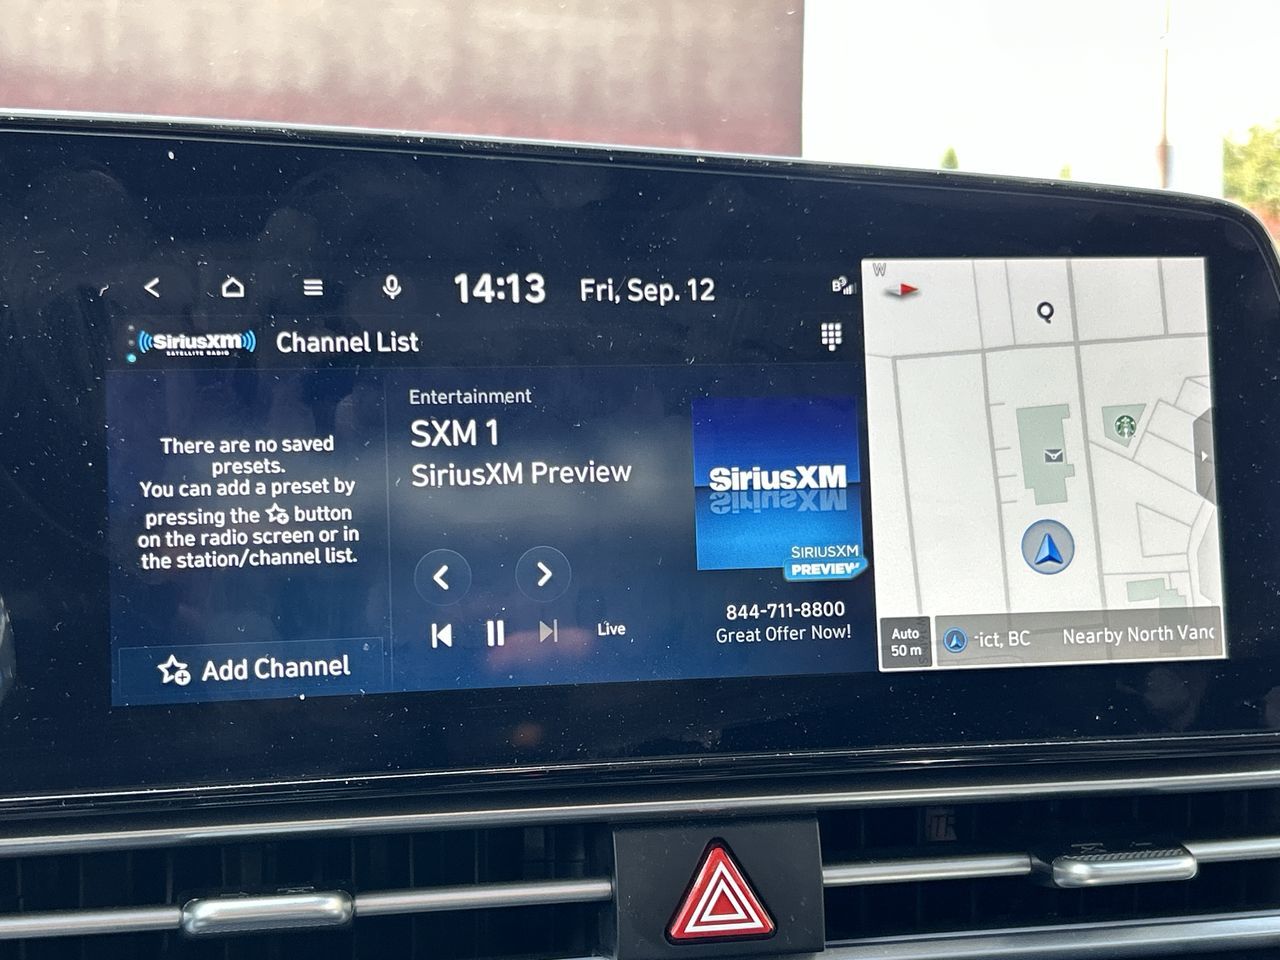 14:13
Fri, Sep. 12
B
W
SiriusXM
SATELLITE RADIO
Channel List
There are no saved
presets.
You can add a preset by
pressing the button
on the radio screen or in
the station/channel list.
Add Channel
Entertainment
SXM 1
SiriusXM Preview
Live
SiriusXM
SIRIUSXM
PREVIEW
844-711-8800
Great Offer Now!
Auto
50 m
ict, BC Nearby North Vanc